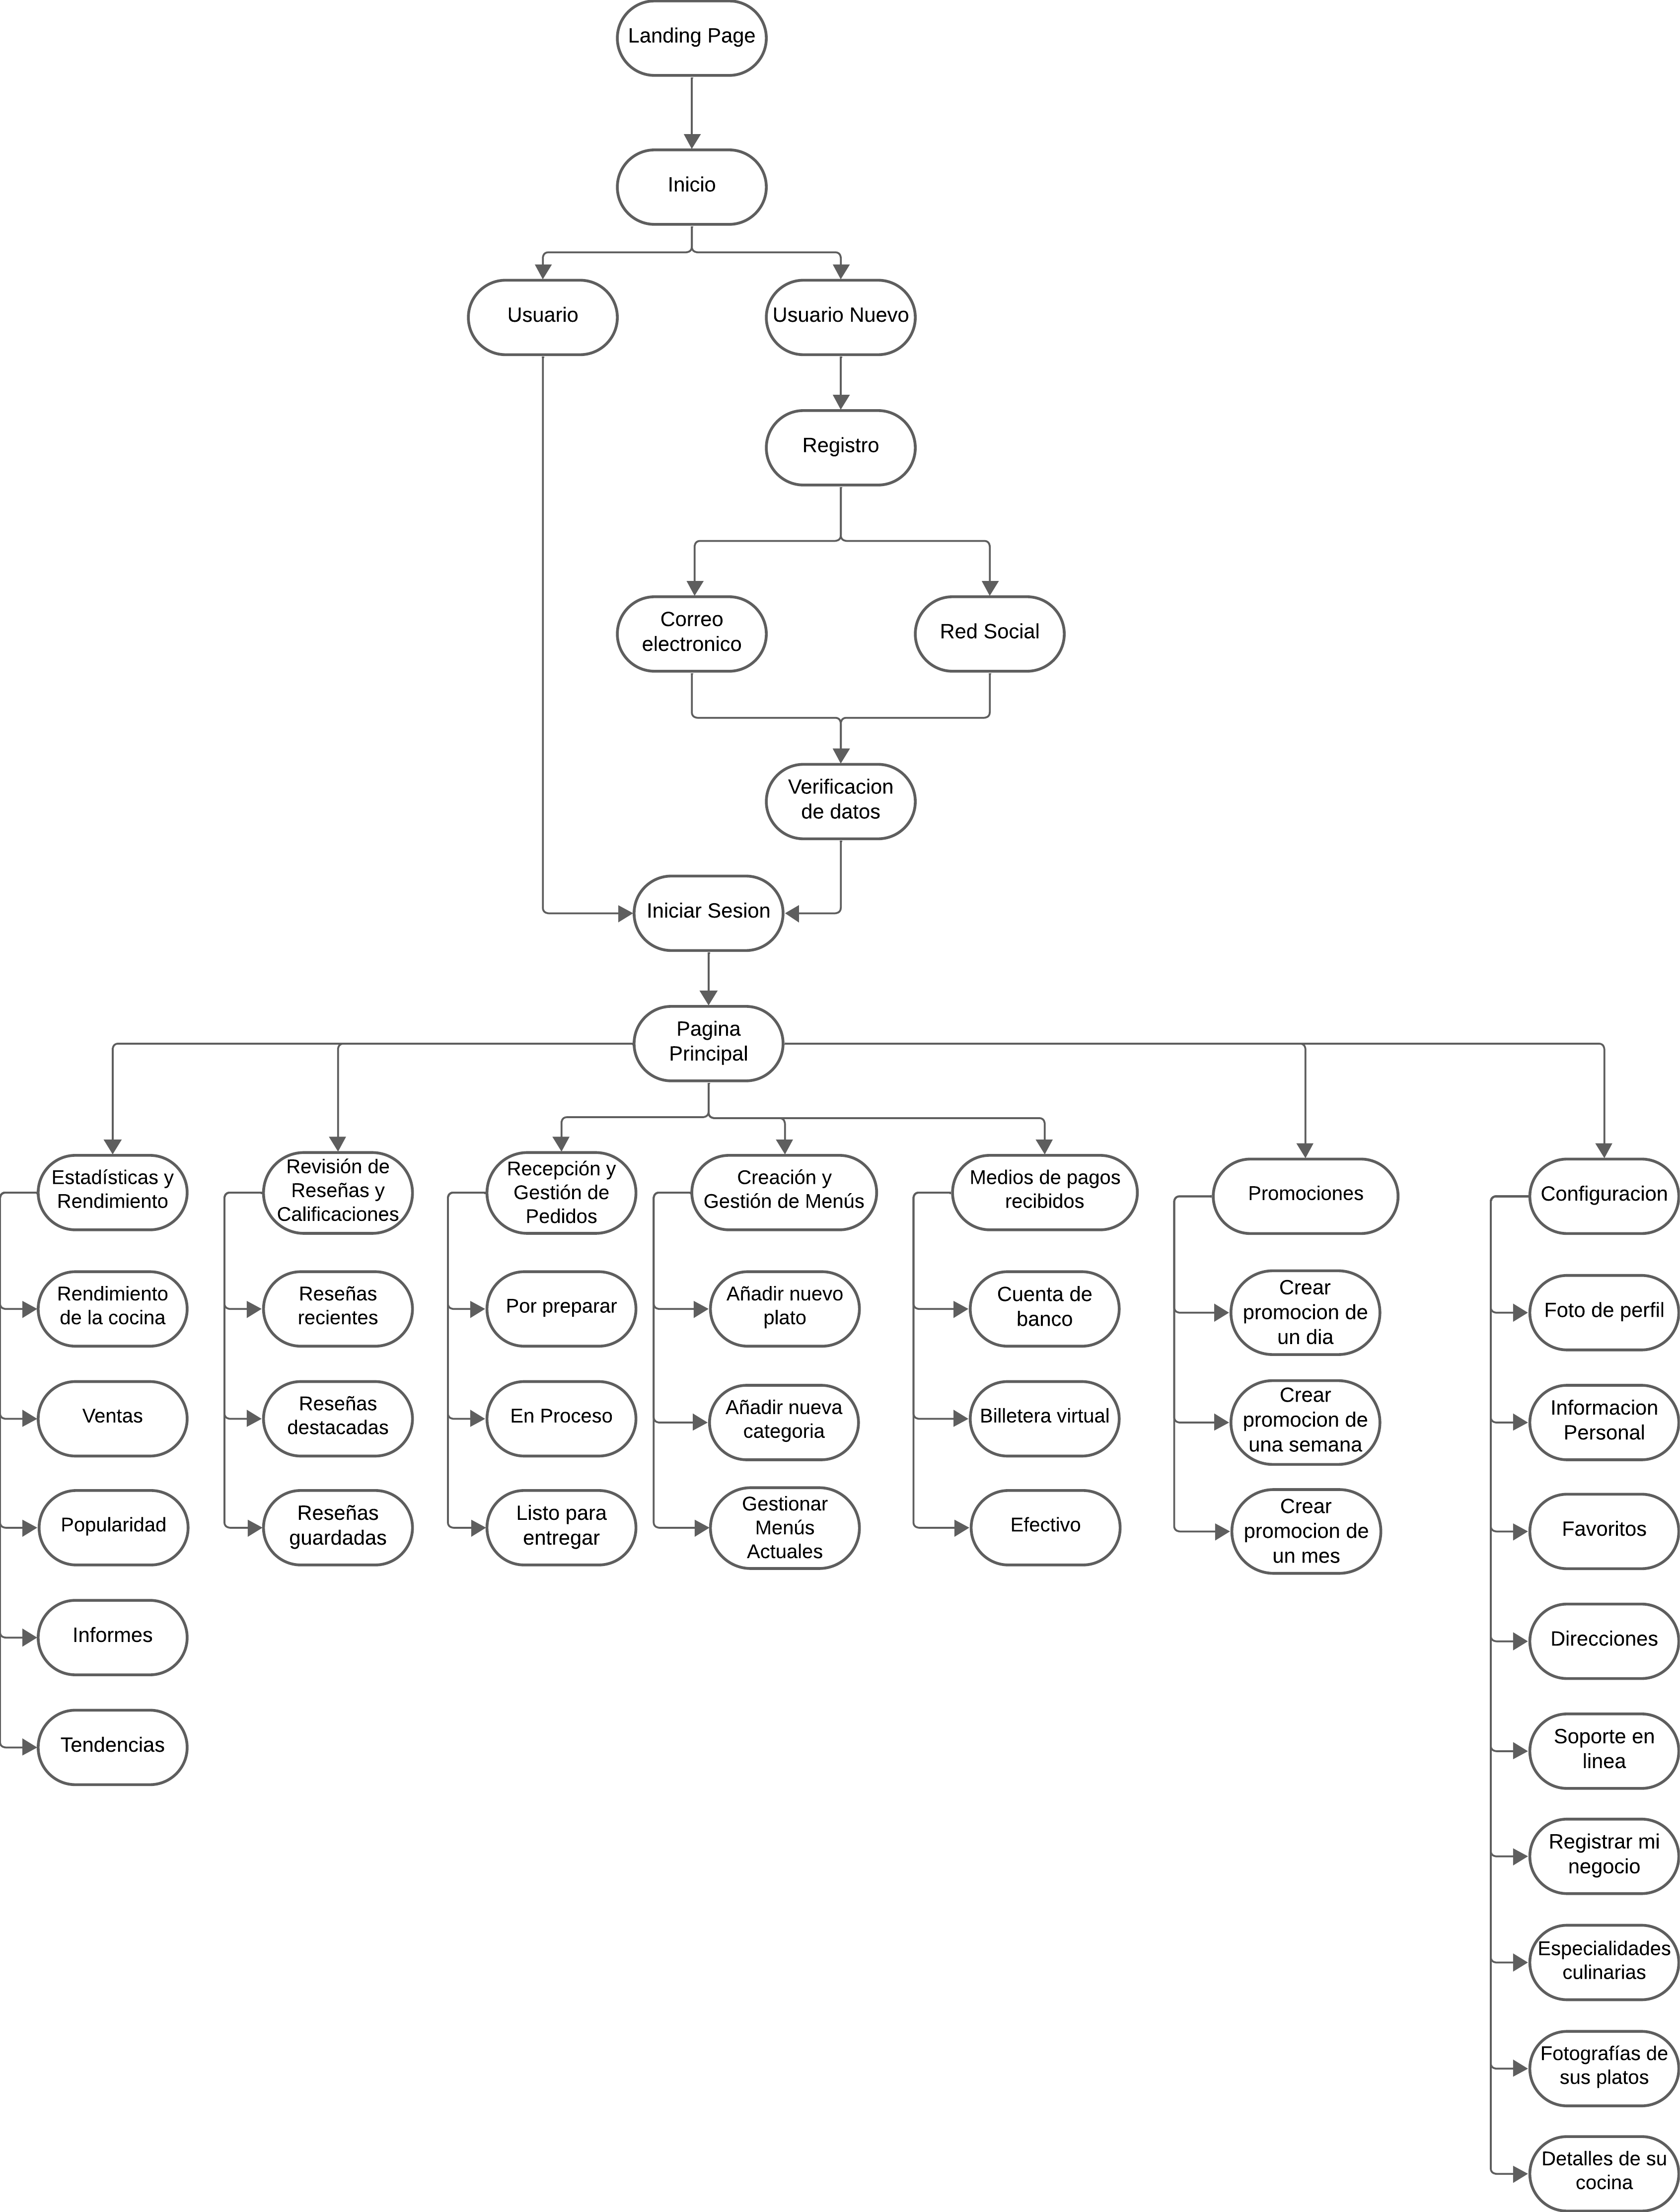 Landing Page
Inicio
Usuario
Usuario Nuevo
Registro
Correo
electronico
Red Social
Verificacion
de datos
Iniciar Sesion
Pagina
Principal
Estadísticas y
Rendimiento
Revisión de
Reseñas y
Calificaciones
Recepción y
Gestión de
Pedidos
Creación y
Gestión de Menús
Medios de pagos
recibidos
Promociones
Configuracion
Rendimiento
de la cocina
Reseñas
recientes
Por preparar
Añadir nuevo
plato
Cuenta de
banco
Crear
promocion de
un dia
Foto de perfil
Ventas
Reseñas
destacadas
En Proceso
Añadir nueva
categoria
Billetera virtual
Crear
promocion de
una semana
Informacion
Personal
Popularidad
Reseñas
guardadas
Listo para
entregar
Gestionar
Menús
Actuales
Efectivo
Crear
promocion de
un mes
Favoritos
Informes
Direcciones
Tendencias
Soporte en
linea
Registrar mi
negocio
Especialidades
culinarias
Fotografías de
sus platos
Detalles de su
cocina